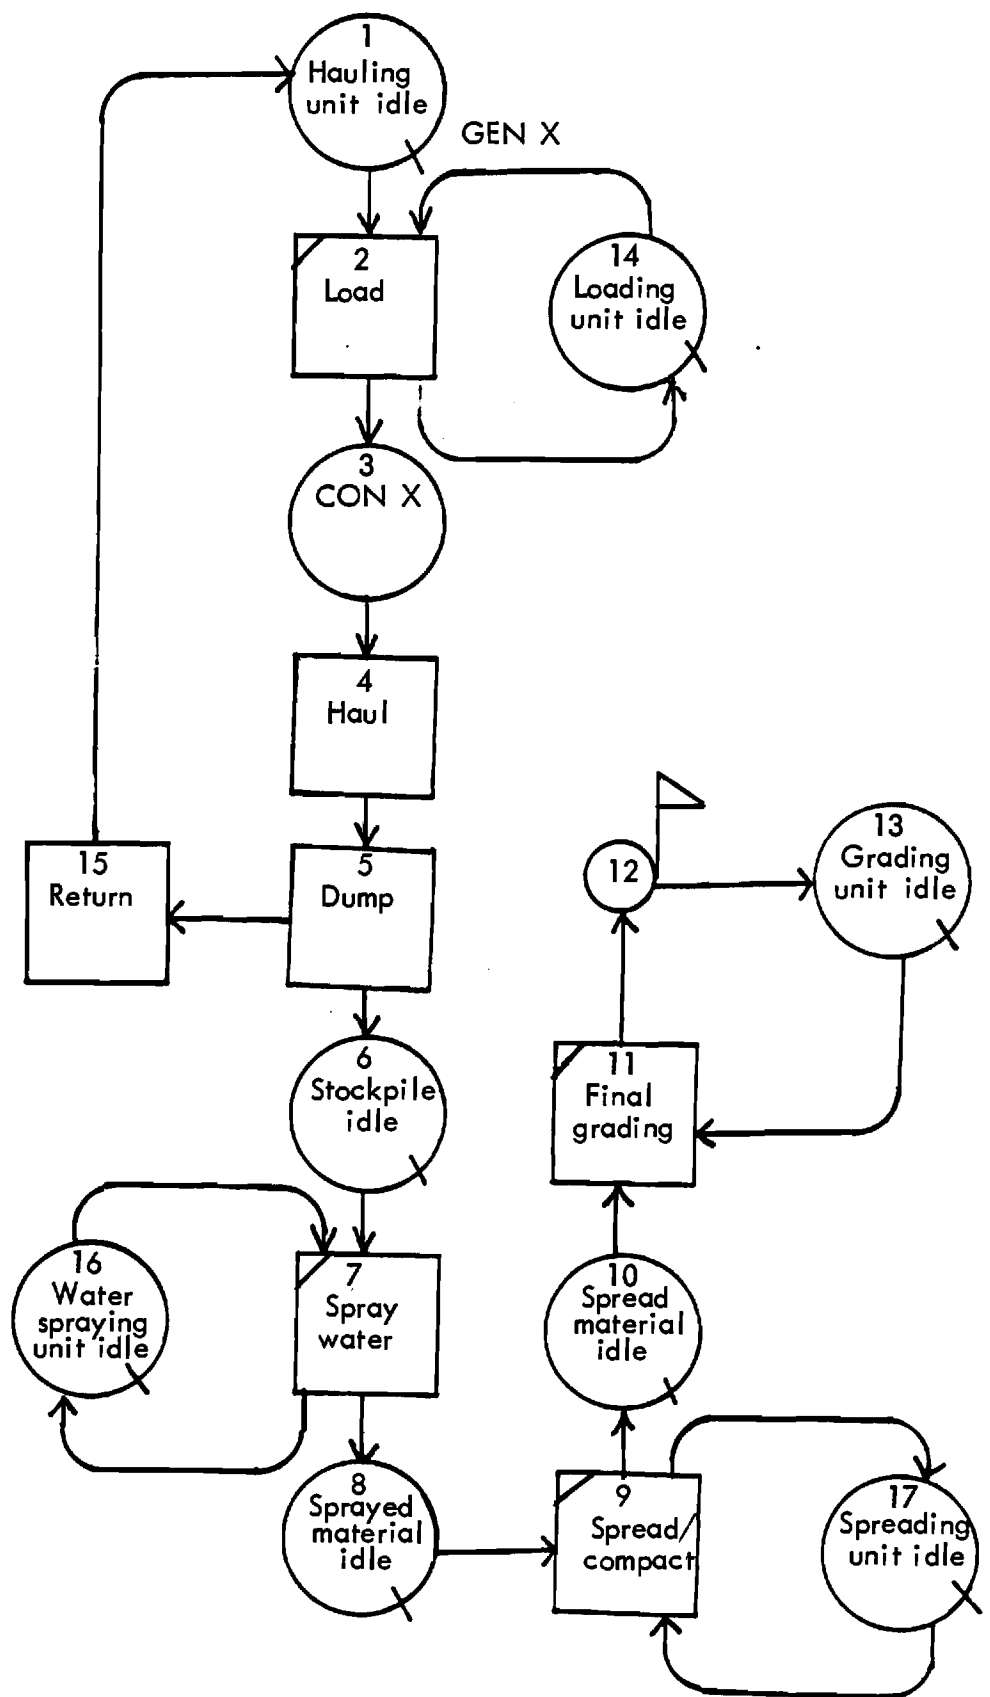 1
Hauling
unit idle
GEN X
2
Load
14
Loading
unit idle
3
CON X
4
Haul
15
Return
5
Dump
12
13
Grading
unit idle
6
Stockpile
idle
11
Final
grading
16
Water
spraying
unit idle
7
Spray
water
10
Spread
material
idle
8
Sprayed
material
idle
9
Spread/
compact
17
Spreading
unit idle